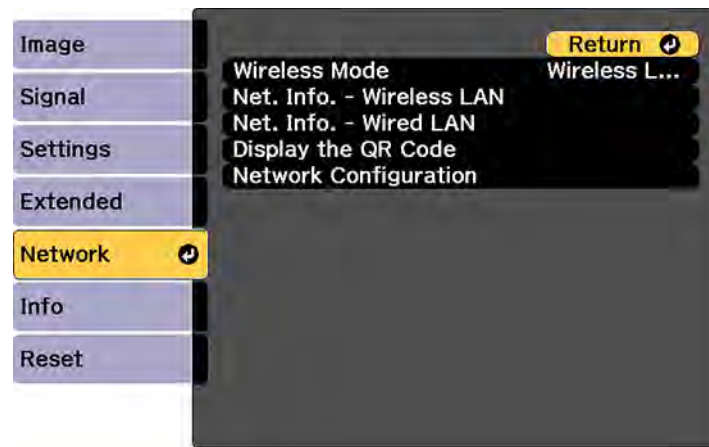 Image
Signal
Settings
Extended
Network
Info
Reset
Return
Wireless Mode Wireless L...
Net. Info. - Wireless LAN
Net. Info. - Wired LAN
Display the QR Code
Network Configuration